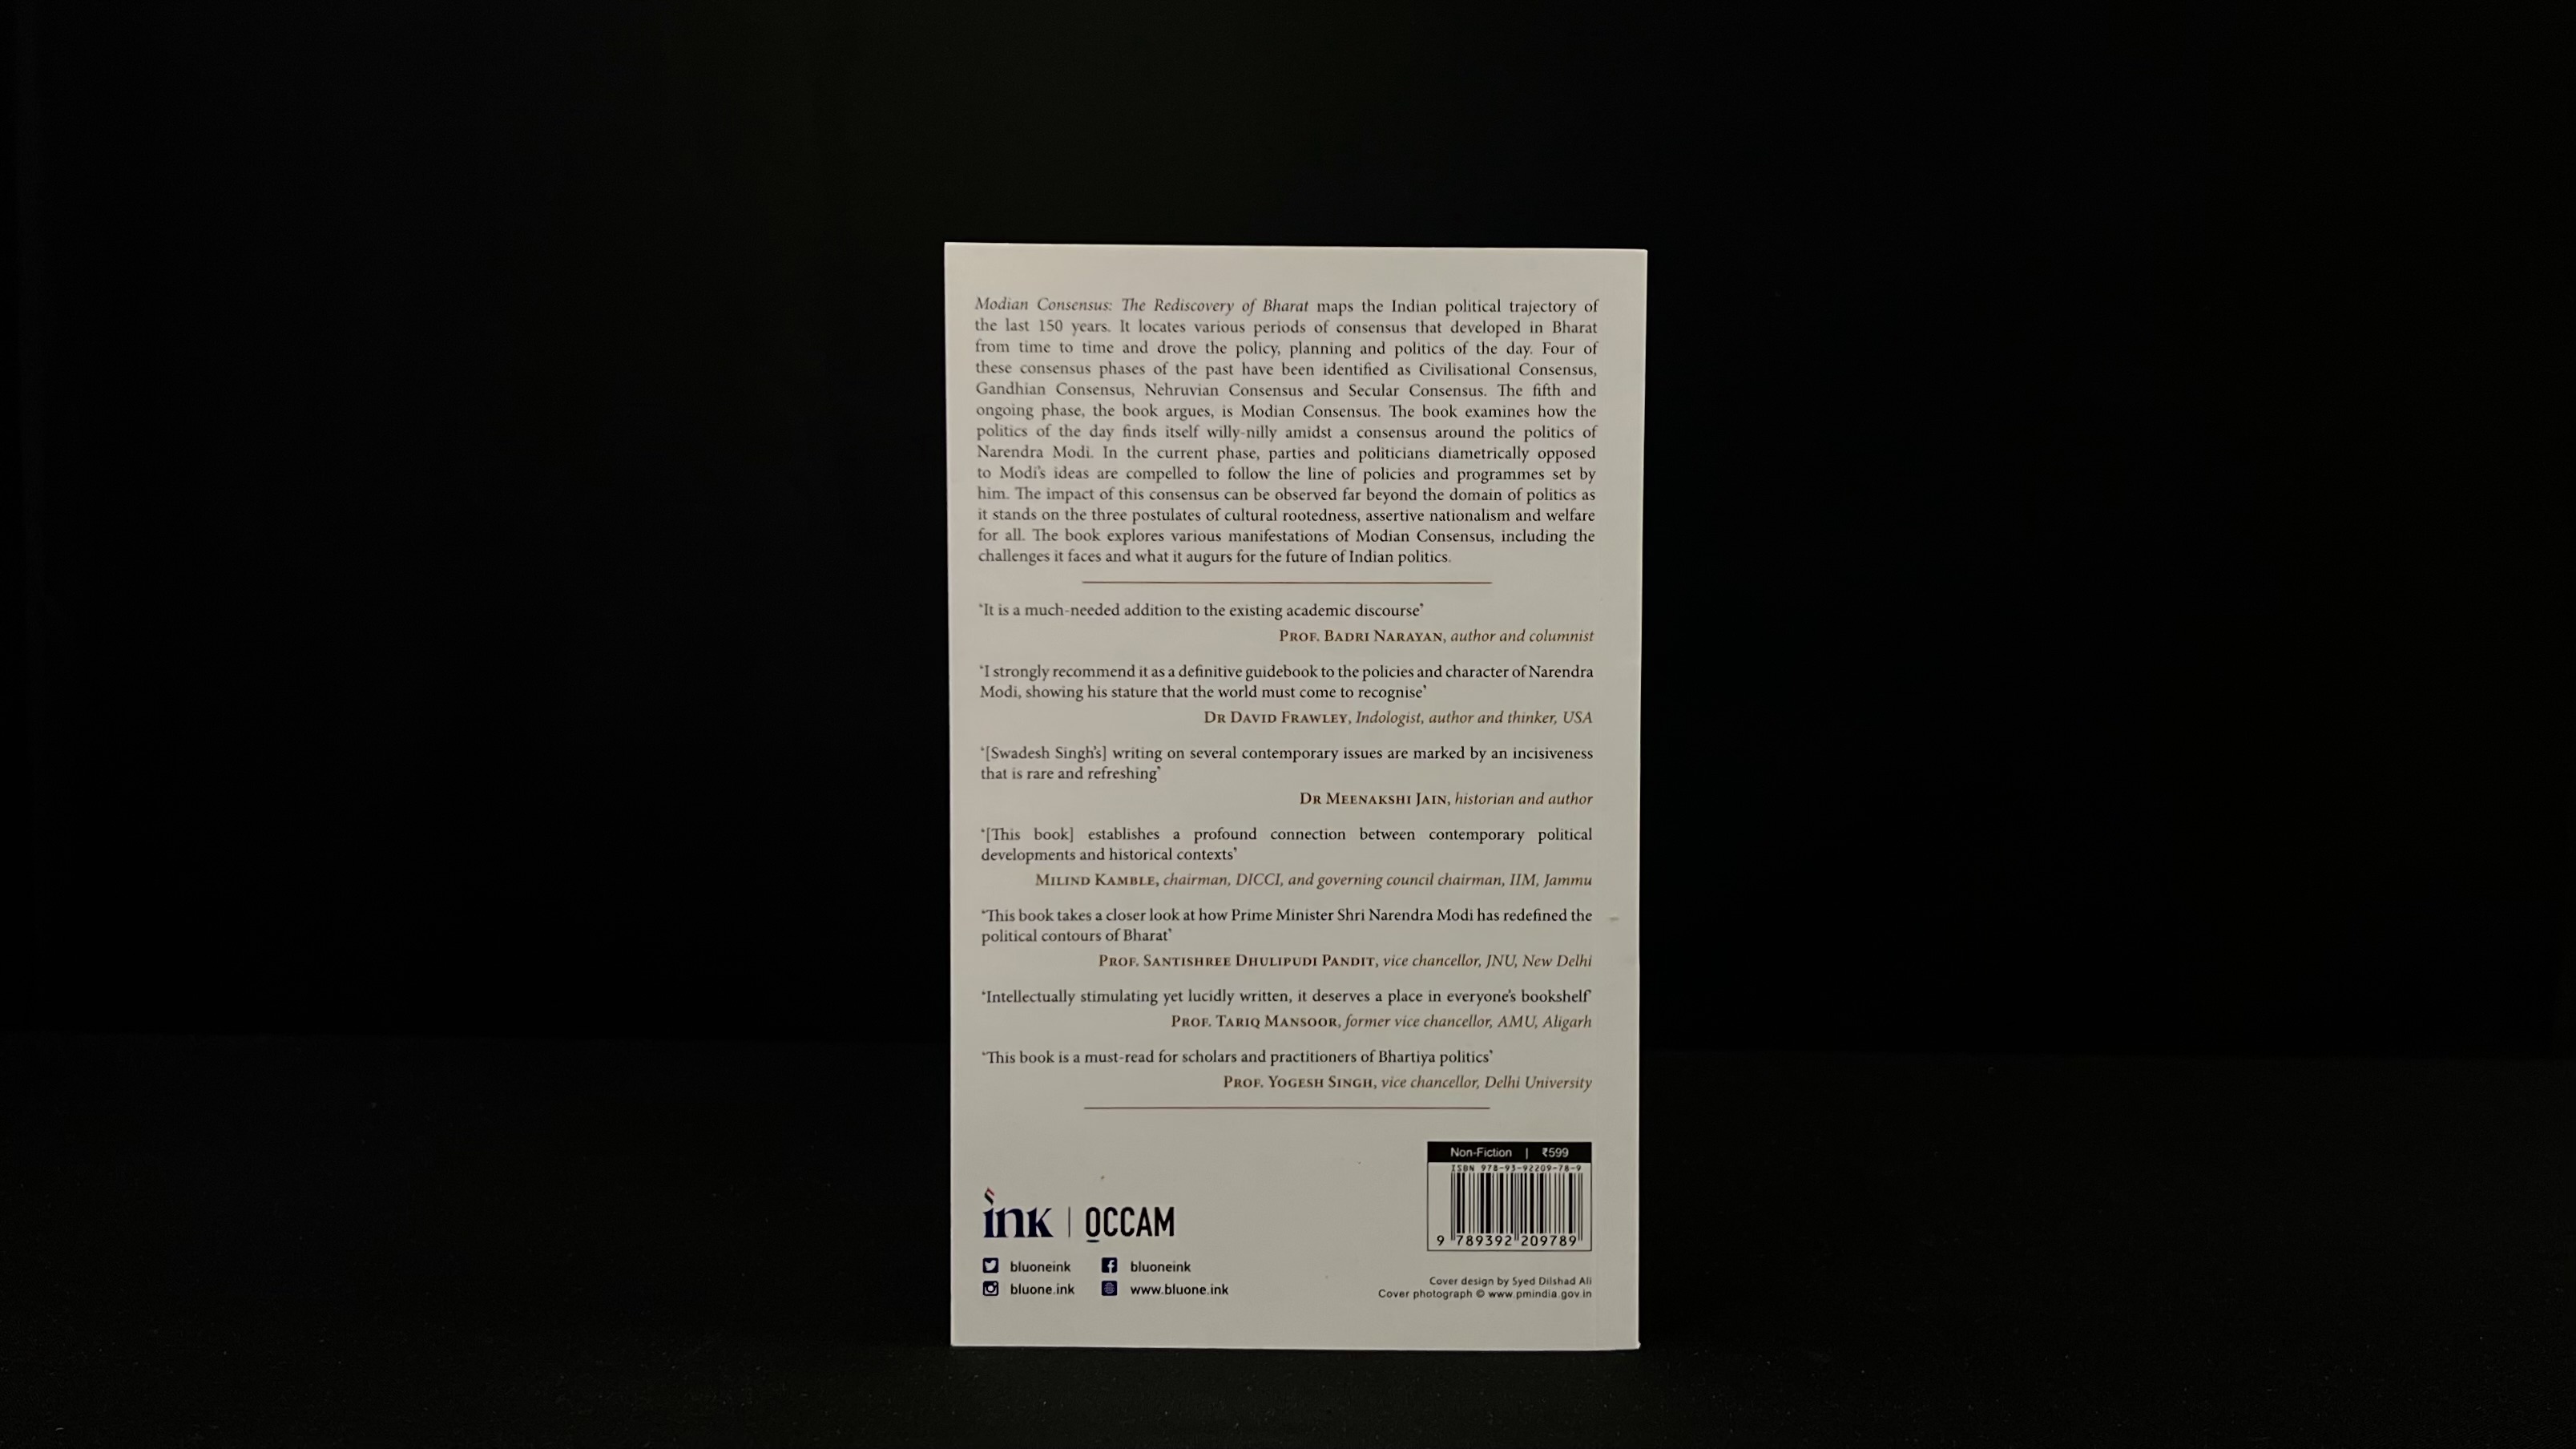 Modian Consensus: The Rediscovery of Bharat maps the Indian political trajectory of
the last 150 years. It locates various periods of consensus that developed in Bharat
from time to time and drove the policy, planning and politics of the day. Four of
these consensus phases of the past have been identified as Civilisational Consensus,
Gandhian Consensus, Nehruvian Consensus and Secular Consensus. The fifth and
ongoing phase, the book argues, is Modian Consensus. The book examines how the
politics of the day finds itself willy-nilly amidst a consensus around the politics of
Narendra Modi. In the current phase, parties and politicians diametrically opposed
to Modi's ideas are compelled to follow the line of policies and programmes set by
him. The impact of this consensus can be observed far beyond the domain of politics as
it stands on the three postulates of cultural rootedness, assertive nationalism and welfare
for all. The book explores various manifestations of Modian Consensus, including the
challenges it faces and what it augurs for the future of Indian politics.
‘It is a much-needed addition to the existing academic discourse’
Prof. Badri Narayan, author and columnist
‘I strongly recommend it as a definitive guidebook to the policies and character of Narendra
Modi, showing his stature that the world must come to recognise’
Dr David Frawley, Indologist, author and thinker, USA
‘[Swadesh Singh's] writing on several contemporary issues are marked by an incisiveness
that is rare and refreshing’
Dr Meenakshi Jain, historian and author
‘[This book] establishes a profound connection between contemporary political
developments and historical contexts’
Milind Kamble, chairman, DICCI, and governing council chairman, IIM, Jammu
‘This book takes a closer look at how Prime Minister Shri Narendra Modi has redefined the
political contours of Bharat’
Prof. Santishree Dhulipudi Pandit, vice chancellor, JNU, New Delhi
‘Intellectually stimulating yet lucidly written, it deserves a place in everyone's bookshelf’
Prof. Tariq Mansoor, former vice chancellor, AMU, Aligarh
‘This book is a must-read for scholars and practitioners of Bhartiya politics’
Prof. Yogesh Singh, vice chancellor, Delhi University
Non-Fiction | ₹599
ISBN 978-93-92209-78-9
9 789392 209789
ink | OCCAM
bluoneink bluoneink
bluone.ink www.bluone.ink
Cover design by Syed Dilshad Ali
Cover photograph © www.pmindia.gov.in